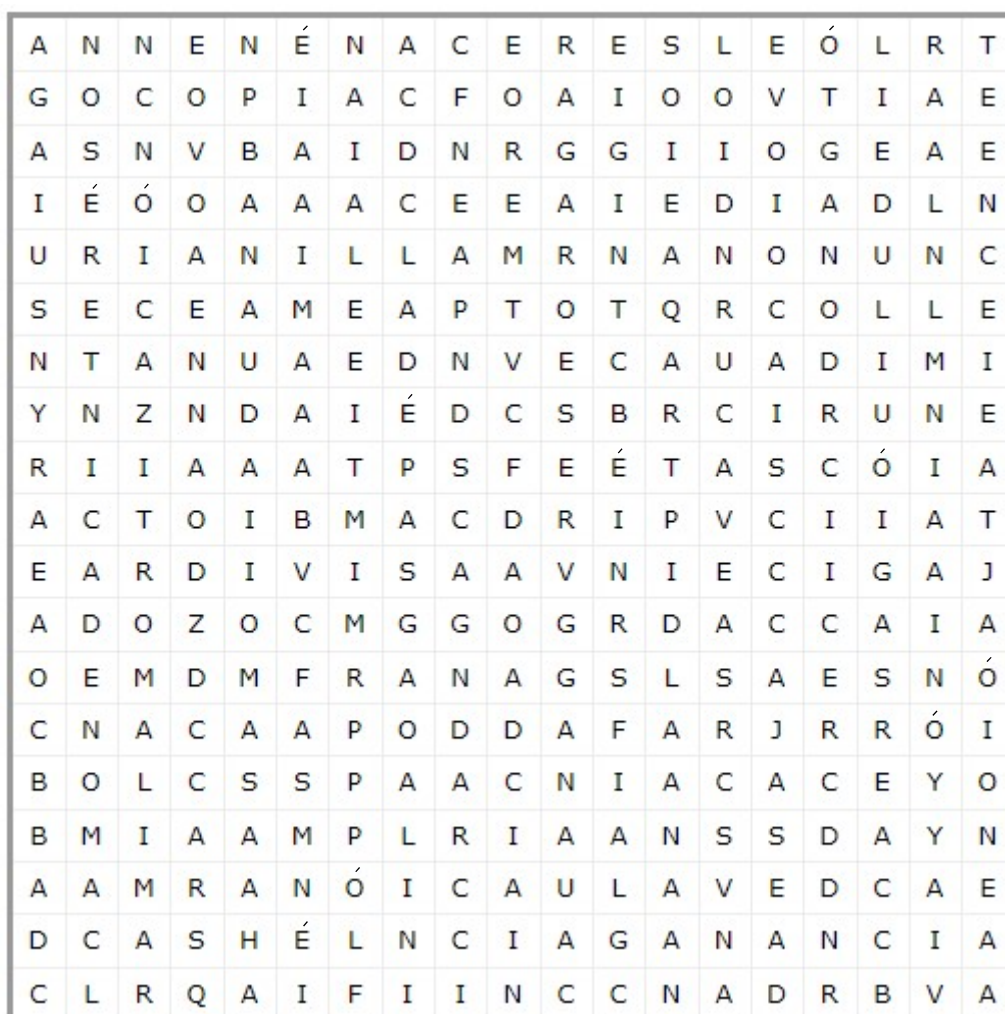 A N N E N É N A C E R E S L E Ó L R T
G O C O P I A C F O A I O O V T I A E
A S N V B A I D N R G G I I O G E A E
I É Ó O A A A C E E A I E D I A D L N
U R I A N I L L A M R N A N O N U N C
S E C E A M E A P T O T Q R C O L L E
N T A N U A E D N V E C A U A D I M I
Y N Z N D A I É D C S B R C I R U N E
R I I A A A T P S F E É T A S C Ó I A
A C T O I B M A C D R I P V C I I A T
E A R D I V I S A A V N I E C I G A J
A D O Z O C M G G O G R D A C C A I A
O E M D M F R A N A G S L S A E S N Ó
C N A C A A P O D D A F A R J R R Ó I
B O L C S S P A A C N I A C A C E Y O
B M I A A M P L R I A A N S S D A Y N
A A M R A N Ó I C A U L A V E D C A E
D C A S H É L N C I A G A N A N C I A
C L R Q A I F I I N C C N A D R B V A